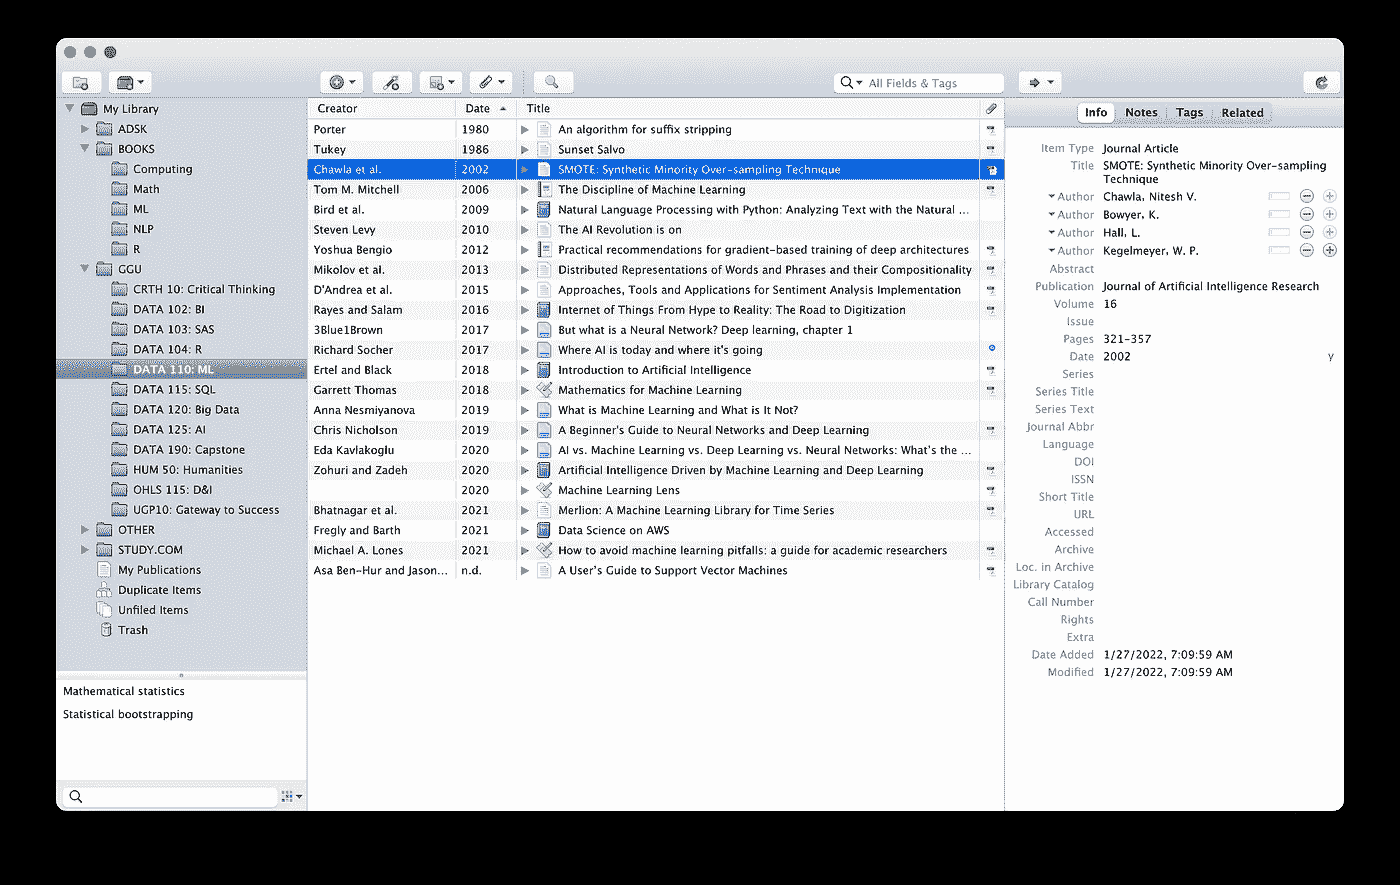 All Fields & Tags
My Library
ADSK
BOOKS
Computing
Math
ML
NLP
R
GGU
CRTH 10: Critical Thinking
DATA 102: BI
DATA 103: SAS
DATA 104: R
DATA 110: ML
DATA 115: SQL
DATA 120: Big Data
DATA 125: AI
DATA 190: Capstone
HUM 50: Humanities
OHLS 115: D&I
UGP10: Gateway to Success
OTHER
STUDY.COM
My Publications
Duplicate Items
Unfiled Items
Trash
Mathematical statistics
Statistical bootstrapping
Creator Date Title
Porter 1980 An algorithm for suffix stripping
Tukey 1986 Sunset Salvo
Chawla et al. 2002 SMOTE: Synthetic Minority Over-sampling Technique
Tom M. Mitchell 2006 The Discipline of Machine Learning
Bird et al. 2009 Natural Language Processing with Python: Analyzing Text with the Natural ...
Steven Levy 2010 The AI Revolution is on
Yoshua Bengio 2012 Practical recommendations for gradient-based training of deep architectures
Mikolov et al. 2013 Distributed Representations of Words and Phrases and their Compositionality
D'Andrea et al. 2015 Approaches, Tools and Applications for Sentiment Analysis Implementation
Rayes and Salam 2016 Internet of Things From Hype to Reality: The Road to Digitization
3Blue1Brown 2017 But what is a Neural Network? Deep learning, chapter 1
Richard Socher 2017 Where AI is today and where it's going
Ertel and Black 2018 Introduction to Artificial Intelligence
Garrett Thomas 2018 Mathematics for Machine Learning
Anna Nesmiyanova 2019 What is Machine Learning and What is It Not?
Chris Nicholson 2019 A Beginner's Guide to Neural Networks and Deep Learning
Eda Kavlakoglu 2020 AI vs. Machine Learning vs. Deep Learning vs. Neural Networks: What's the ...
Zohuri and Zadeh 2020 Artificial Intelligence Driven by Machine Learning and Deep Learning
2020 Machine Learning Lens
Bhatnagar et al. 2021 Merlion: A Machine Learning Library for Time Series
Fregly and Barth 2021 Data Science on AWS
Michael A. Lones 2021 How to avoid machine learning pitfalls: a guide for academic researchers
Asa Ben-Hur and Jason... n.d. A User's Guide to Support Vector Machines
Info Notes Tags Related
Item Type Journal Article
Title SMOTE: Synthetic Minority Over-sampling
Technique
Author Chawla, Nitesh V.
Author Bowyer, K.
Author Hall, L.
Author Kegelmeyer, W. P.
Abstract
Publication Journal of Artificial Intelligence Research
Volume 16
Issue
Pages 321-357
Date 2002 y
Series
Series Title
Series Text
Journal Abbr
Language
DOI
ISSN
Short Title
URL
Accessed
Archive
Loc. in Archive
Library Catalog
Call Number
Rights
Extra
Date Added 1/27/2022, 7:09:59 AM
Modified 1/27/2022, 7:09:59 AM